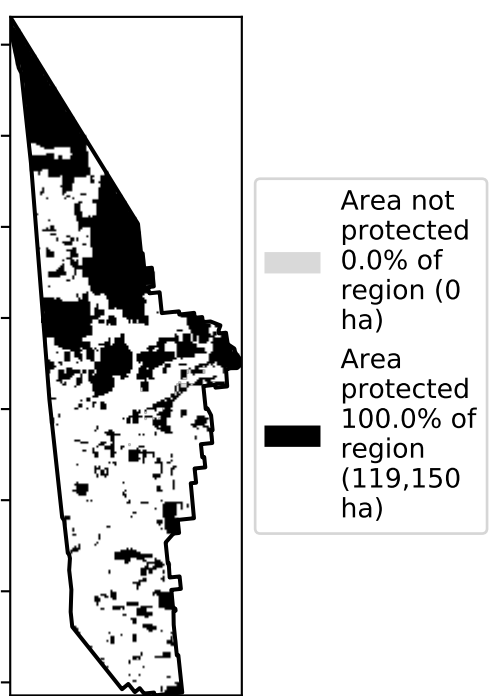 Area not
protected
0.0% of
region (0
ha)
Area
protected
100.0% of
region
(119,150
ha)